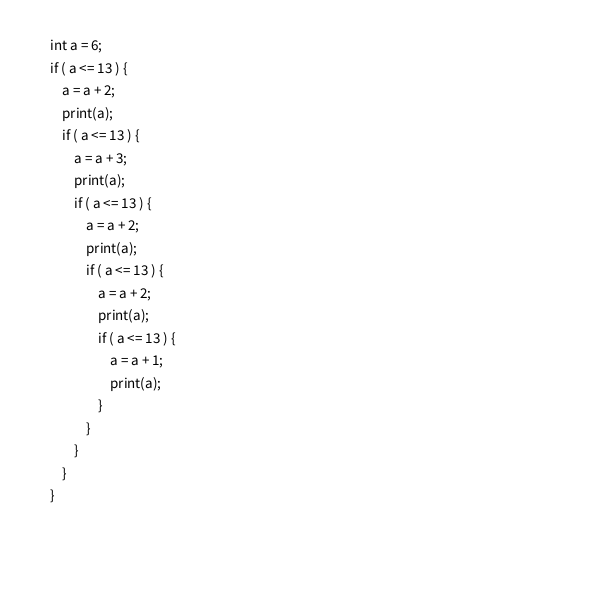 int a = 6;
if ( a <= 13 ) {
    a = a + 2;
    print(a);
    if ( a <= 13 ) {
        a = a + 3;
        print(a);
        if ( a <= 13 ) {
            a = a + 2;
            print(a);
            if ( a <= 13 ) {
                a = a + 2;
                print(a);
                if ( a <= 13 ) {
                    a = a + 1;
                    print(a);
                }
            }
        }
    }
}